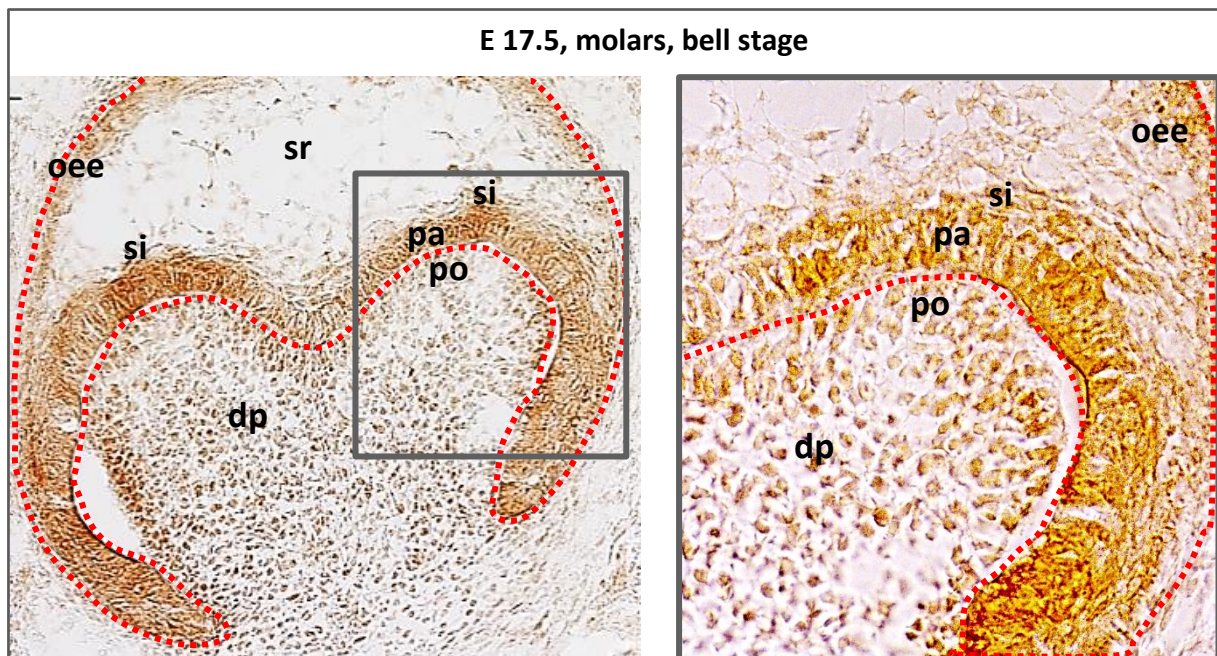 E 17.5, molars, bell stage
oee
sr
si
si
pa
po
dp
oee
si
pa
po
dp